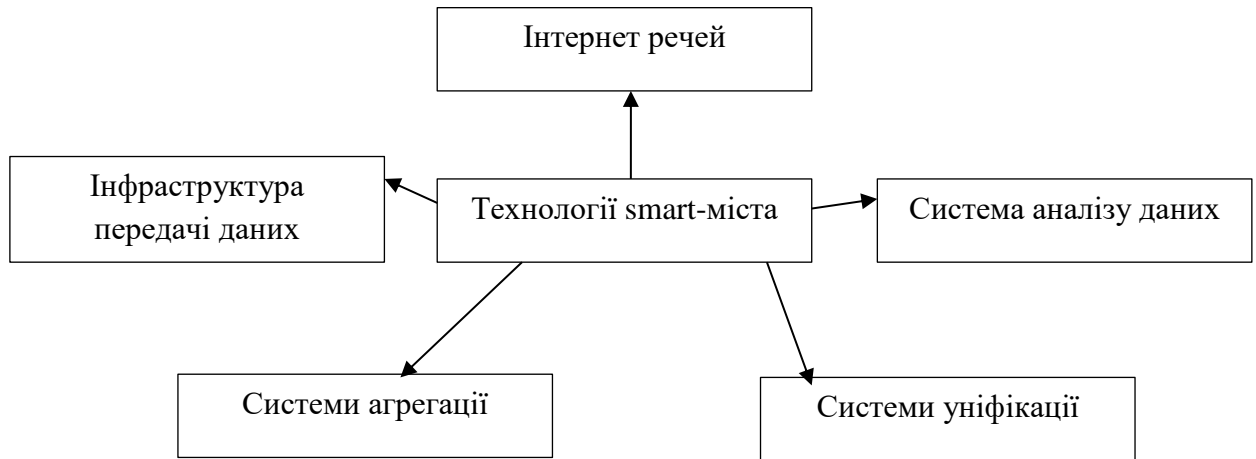 Інтернет речей
Інфраструктура
передачі даних
Технології smart-міста
Система аналізу даних
Системи агрегації
Системи уніфікації